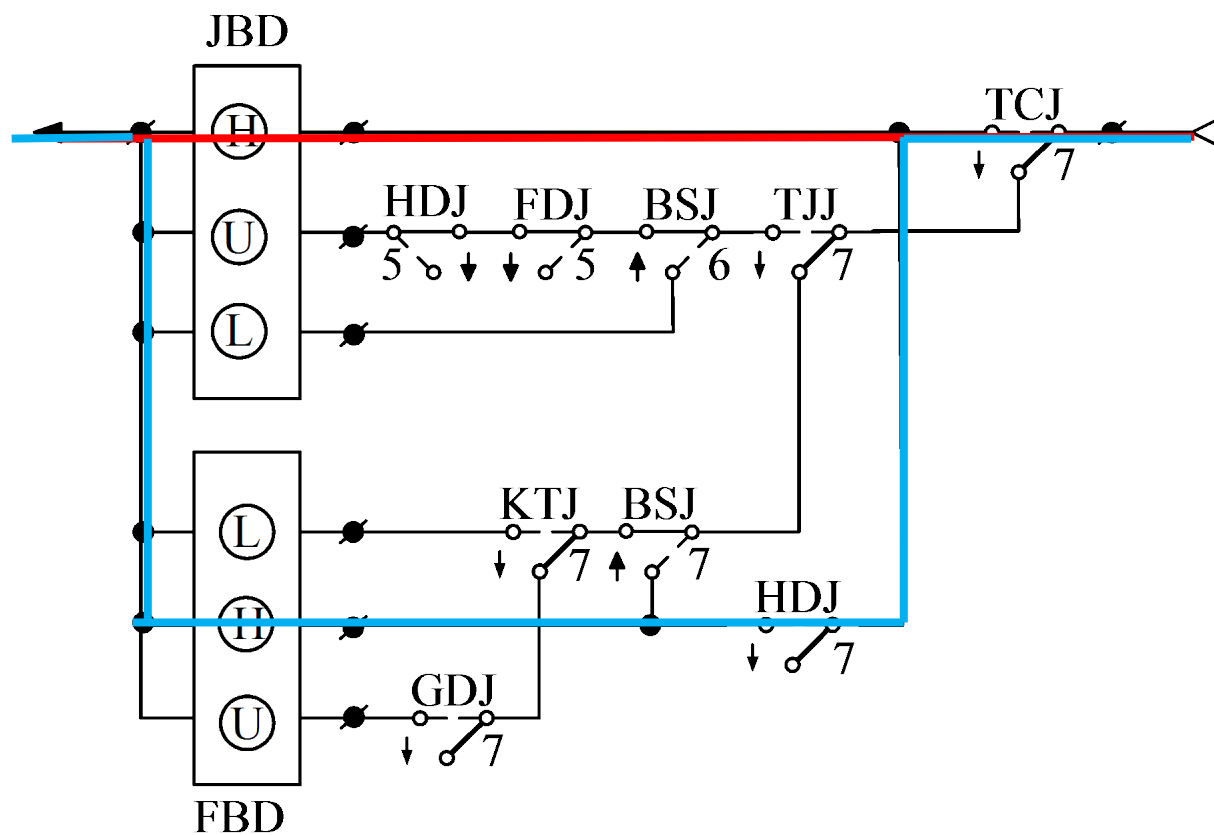 JBD
H
TCJ
7
HDJ FDJ BSJ TJJ
U
5 5 6 7
L
KTJ BSJ
L
7 7
HDJ
H
7
GDJ
U
7
FBD